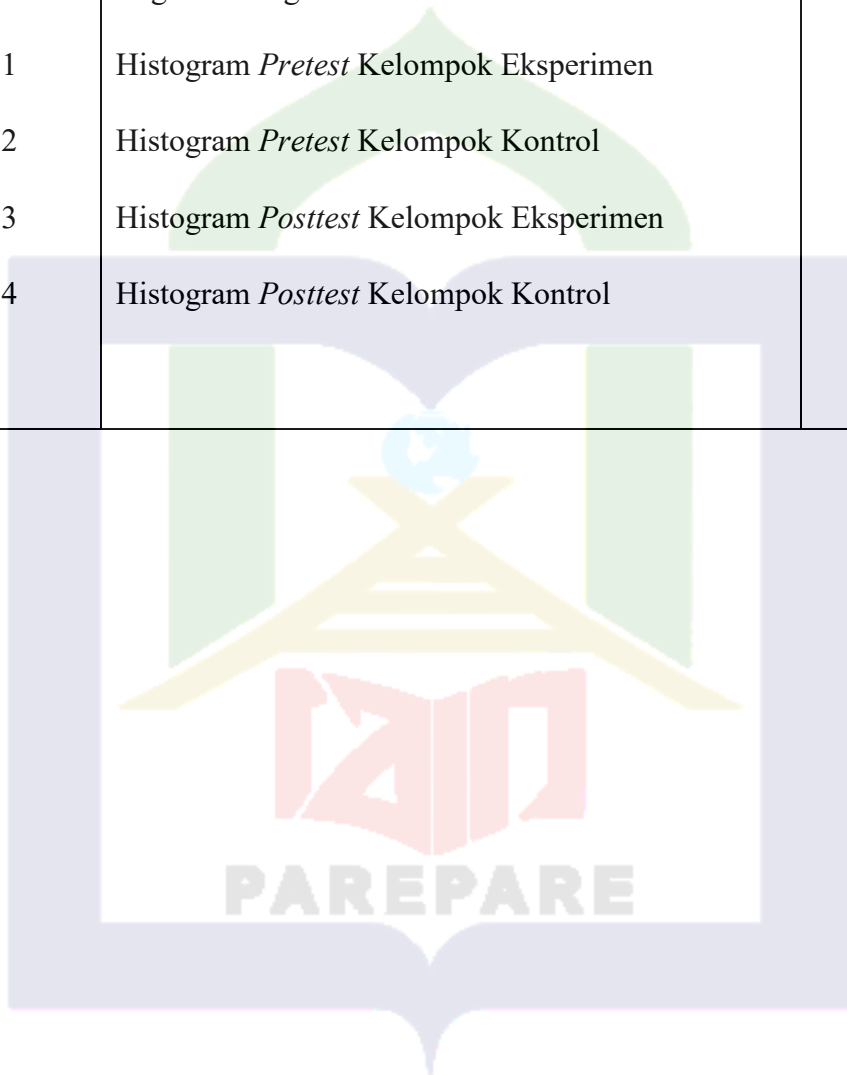 1 Histogram Pretest Kelompok Eksperimen
2 Histogram Pretest Kelompok Kontrol
3 Histogram Posttest Kelompok Eksperimen
4 Histogram Posttest Kelompok Kontrol
iain
PAREPARE